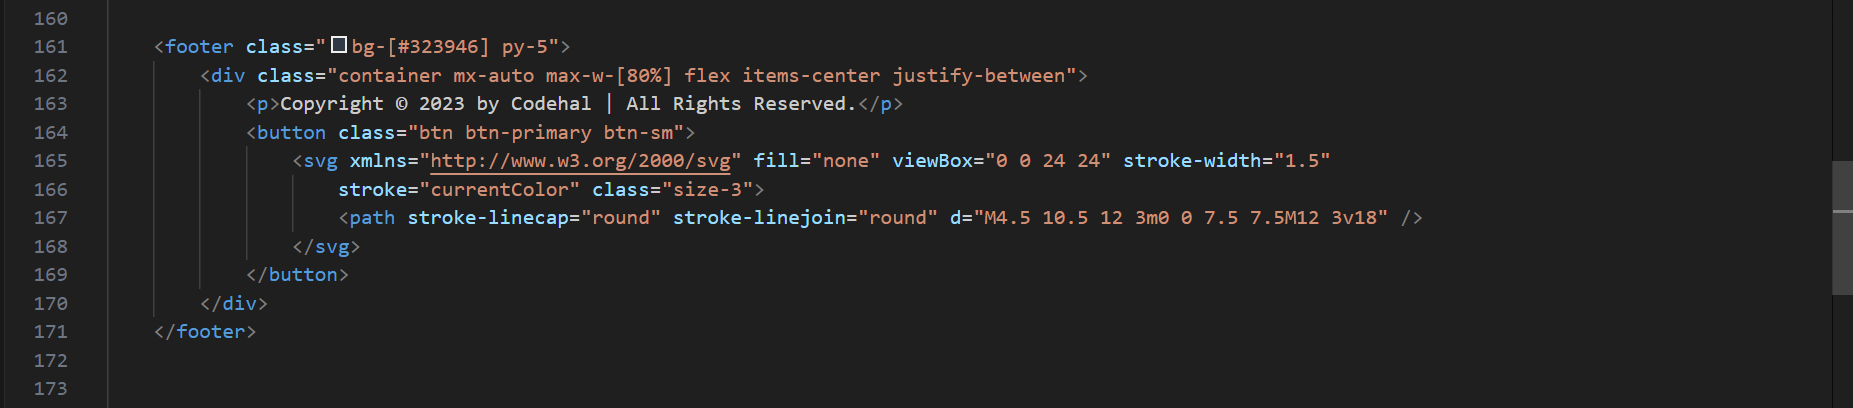 160
161 <footer class="bg-[#323946] py-5">
162 <div class="container mx-auto max-w-[80%] flex items-center justify-between">
163 <p>Copyright © 2023 by Codehal | All Rights Reserved.</p>
164 <button class="btn btn-primary btn-sm">
165 <svg xmlns="http://www.w3.org/2000/svg" fill="none" viewBox="0 0 24 24" stroke-width="1.5"
166 stroke="currentColor" class="size-3">
167 <path stroke-linecap="round" stroke-linejoin="round" d="M4.5 10.5 12 3m0 0 7.5 7.5M12 3v18" />
168 </svg>
169 </button>
170 </div>
171 </footer>
172
173